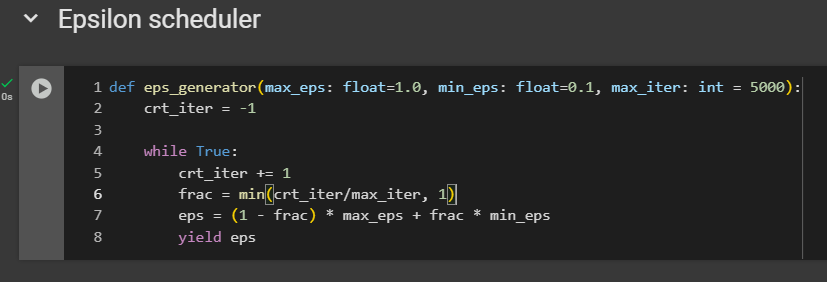 Epsilon scheduler
0s
1 def eps_generator(max_eps: float=1.0, min_eps: float=0.1, max_iter: int = 5000):
2     crt_iter = -1
3
4     while True:
5         crt_iter += 1
6         frac = min(crt_iter/max_iter, 1)
7         eps = (1 - frac) * max_eps + frac * min_eps
8         yield eps